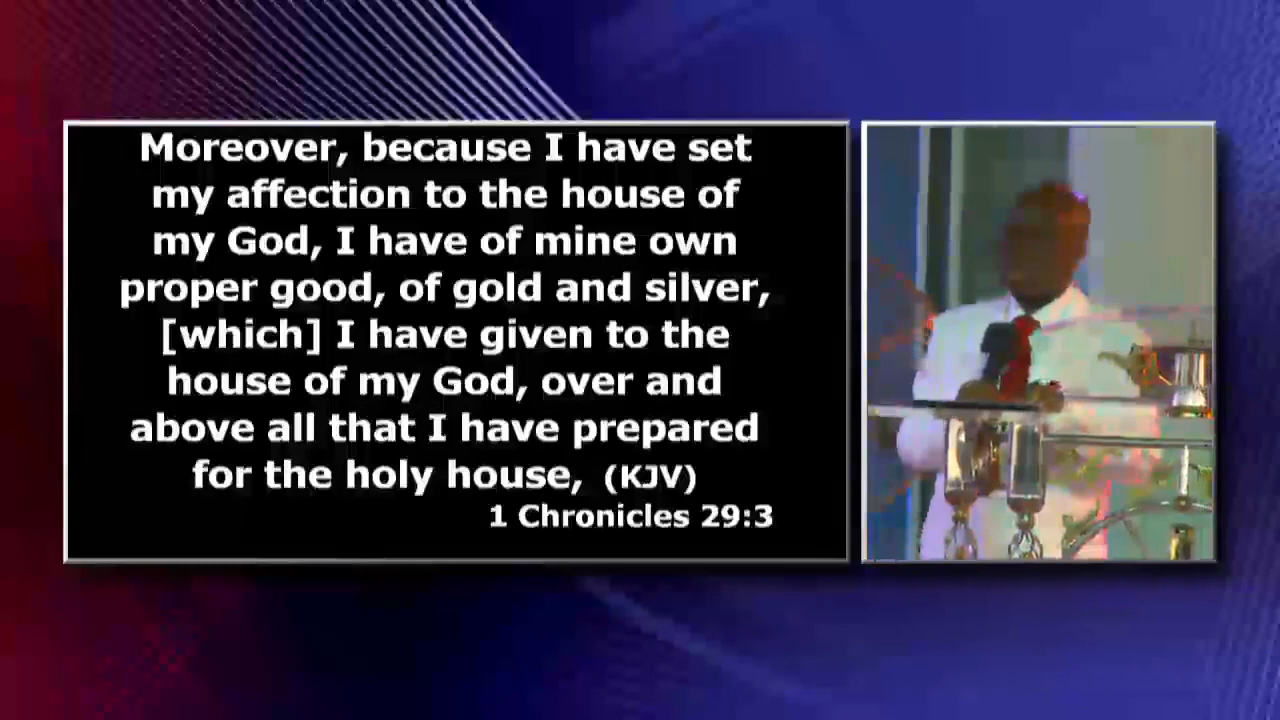 Moreover, because I have set
my affection to the house of
my God, I have of mine own
proper good, of gold and silver,
[which] I have given to the
house of my God, over and
above all that I have prepared
for the holy house, (KJV)
1 Chronicles 29:3